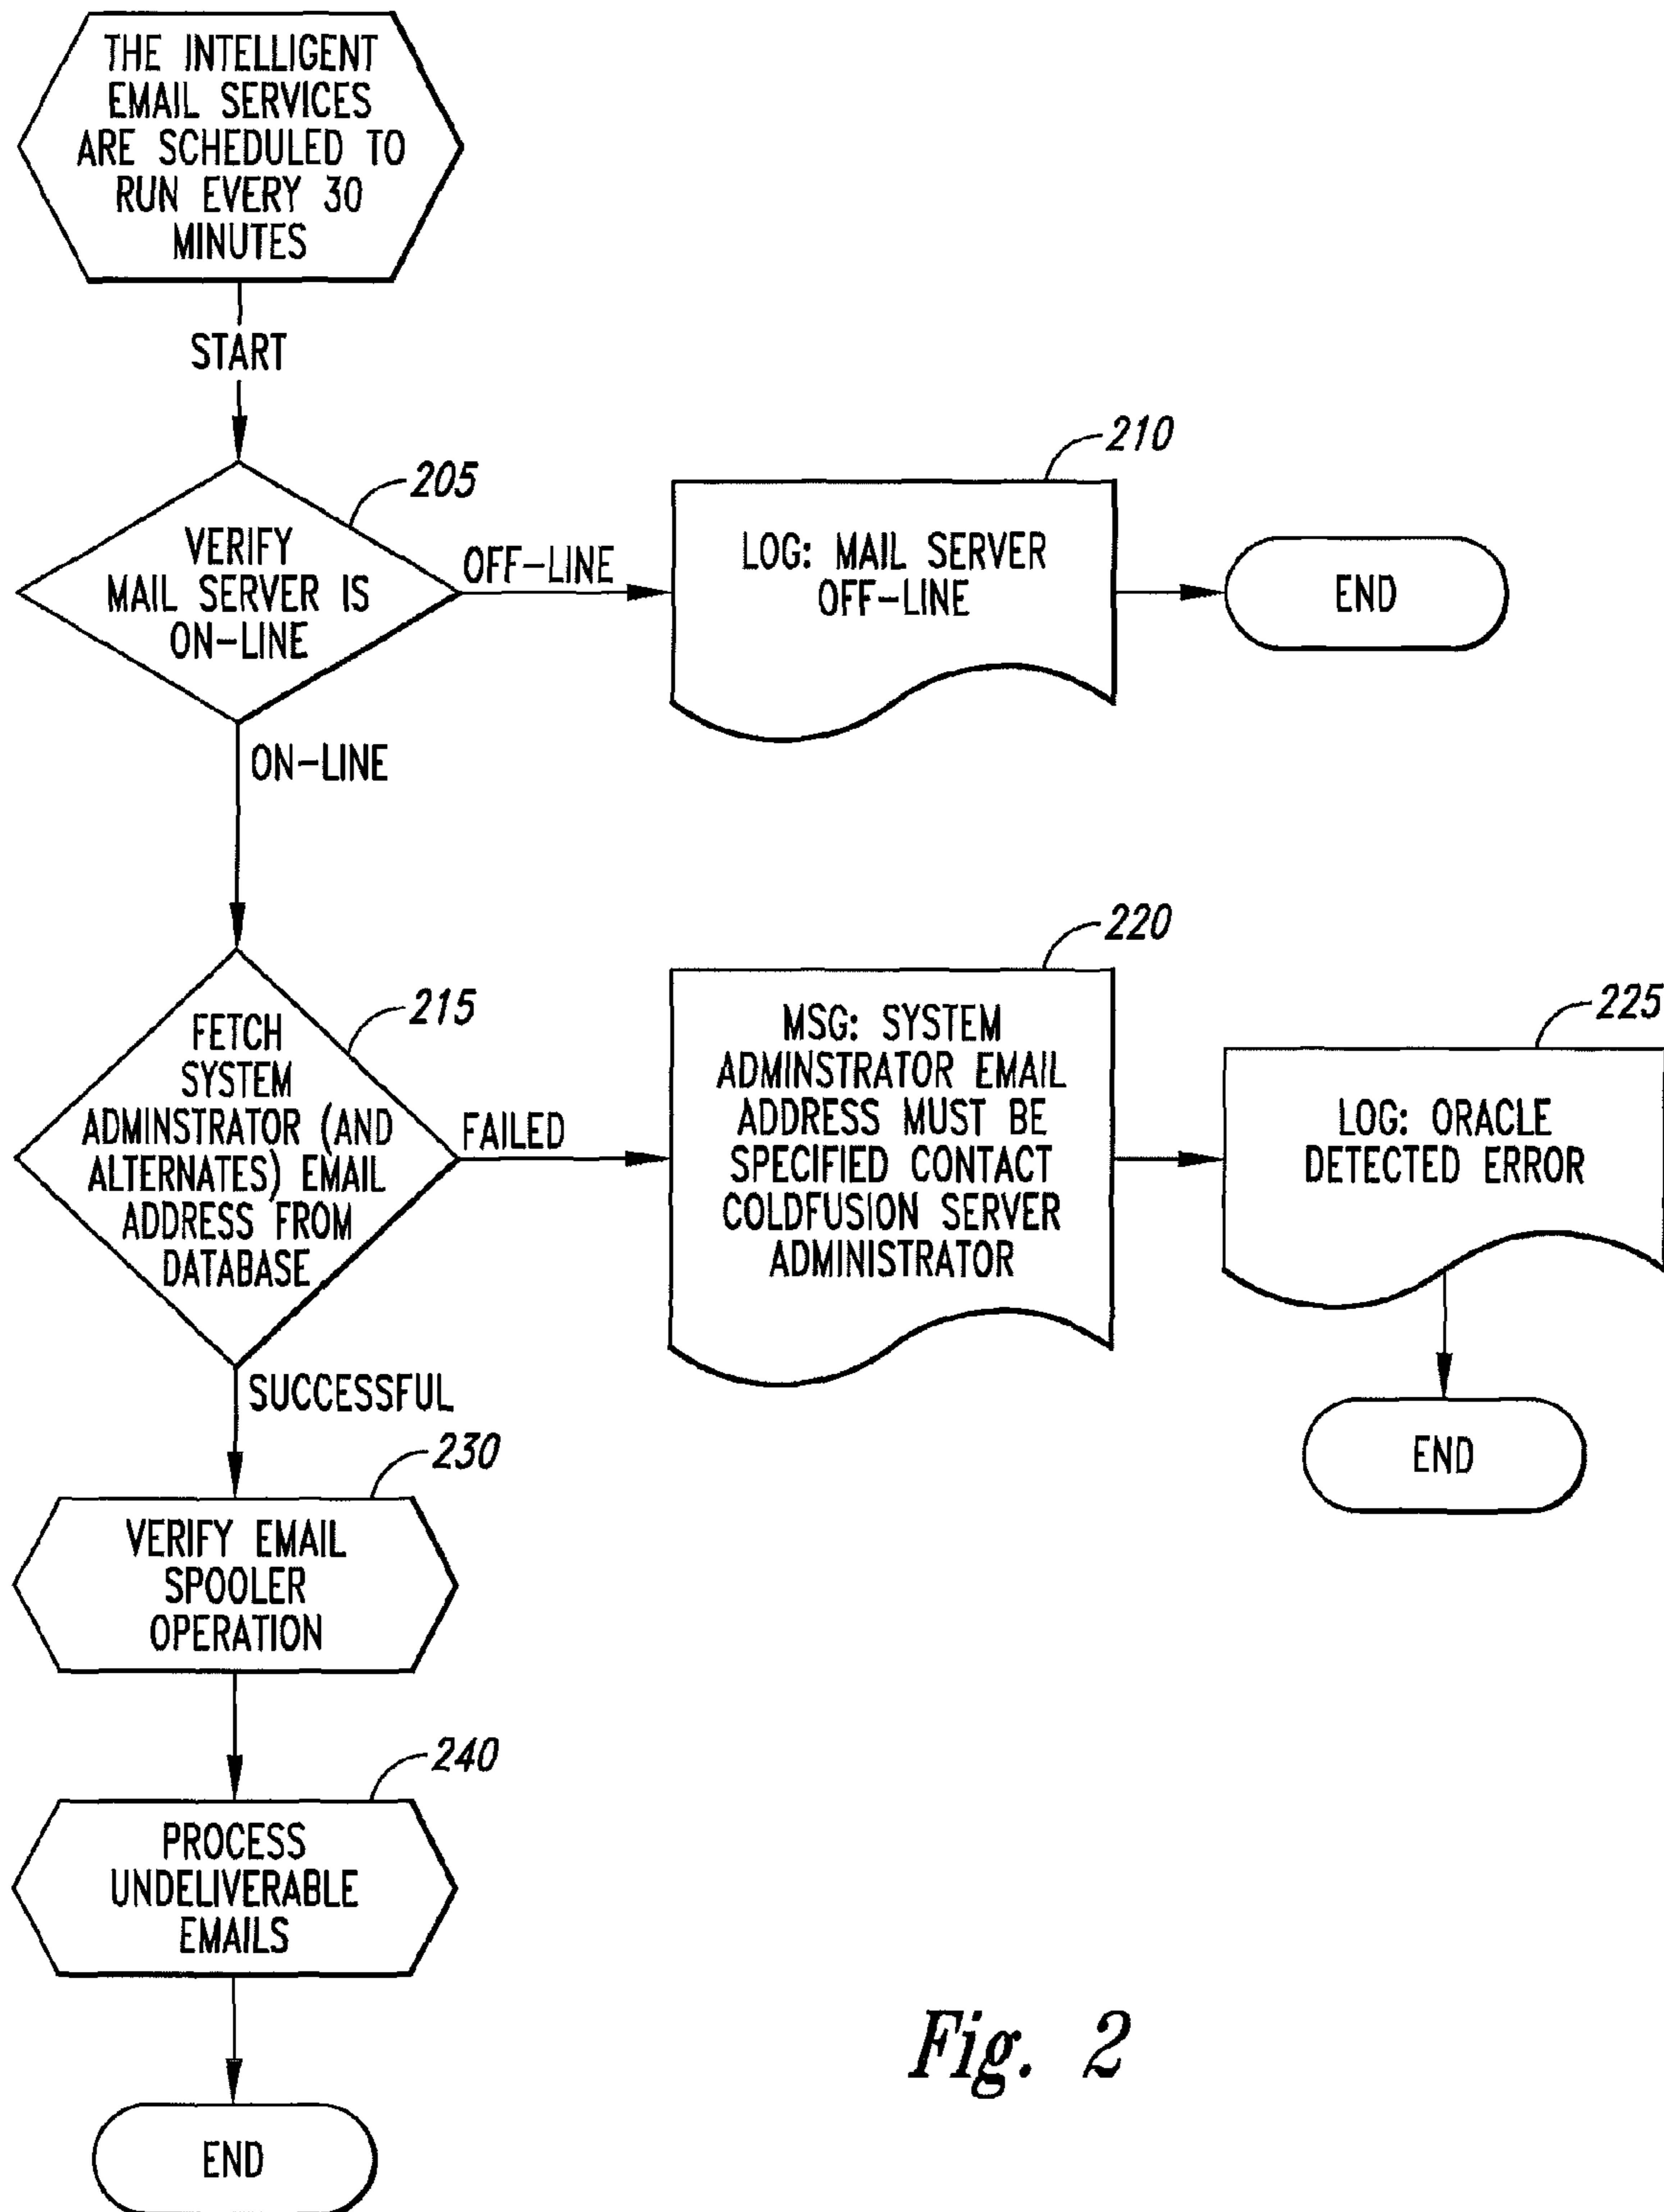 THE INTELLIGENT
EMAIL SERVICES
ARE SCHEDULED TO
RUN EVERY 30
MINUTES
START
205
VERIFY
MAIL SERVER IS
ON-LINE
OFF-LINE
210
LOG: MAIL SERVER
OFF-LINE
END
ON-LINE
215
FETCH
SYSTEM
ADMINSTRATOR (AND
ALTERNATES) EMAIL
ADDRESS FROM
DATABASE
FAILED
220
MSG: SYSTEM
ADMINSTRATOR EMAIL
ADDRESS MUST BE
SPECIFIED CONTACT
COLDFUSION SERVER
ADMINISTRATOR
225
LOG: ORACLE
DETECTED ERROR
END
SUCCESSFUL
230
VERIFY EMAIL
SPOOLER
OPERATION
240
PROCESS
UNDELIVERABLE
EMAILS
END
Fig. 2